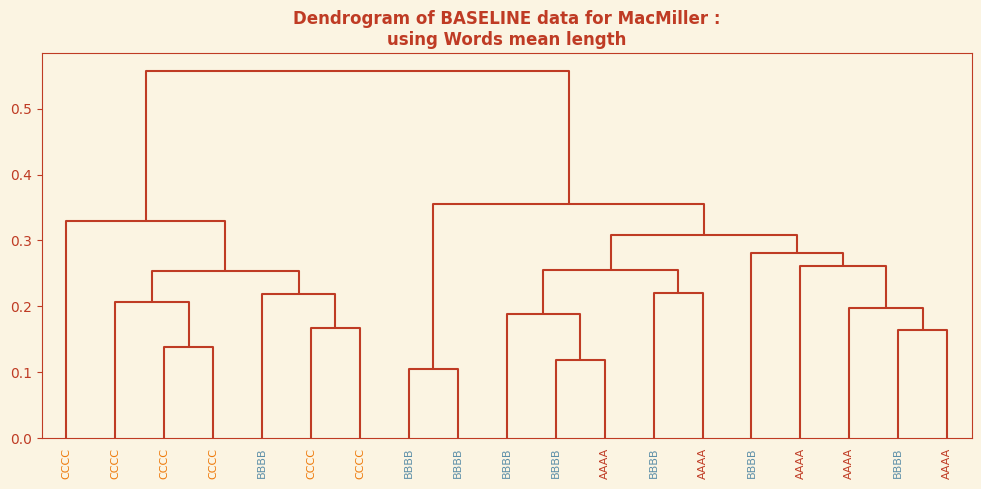 Dendrogram of BASELINE data for MacMiller :
using Words mean length
0.5
0.4
0.3
0.2
0.1
0.0
CCCC CCCC CCCC CCCC BBBB CCCC CCCC BBBB BBBB BBBB BBBB AAAA BBBB AAAA BBBB AAAA AAAA BBBB AAAA